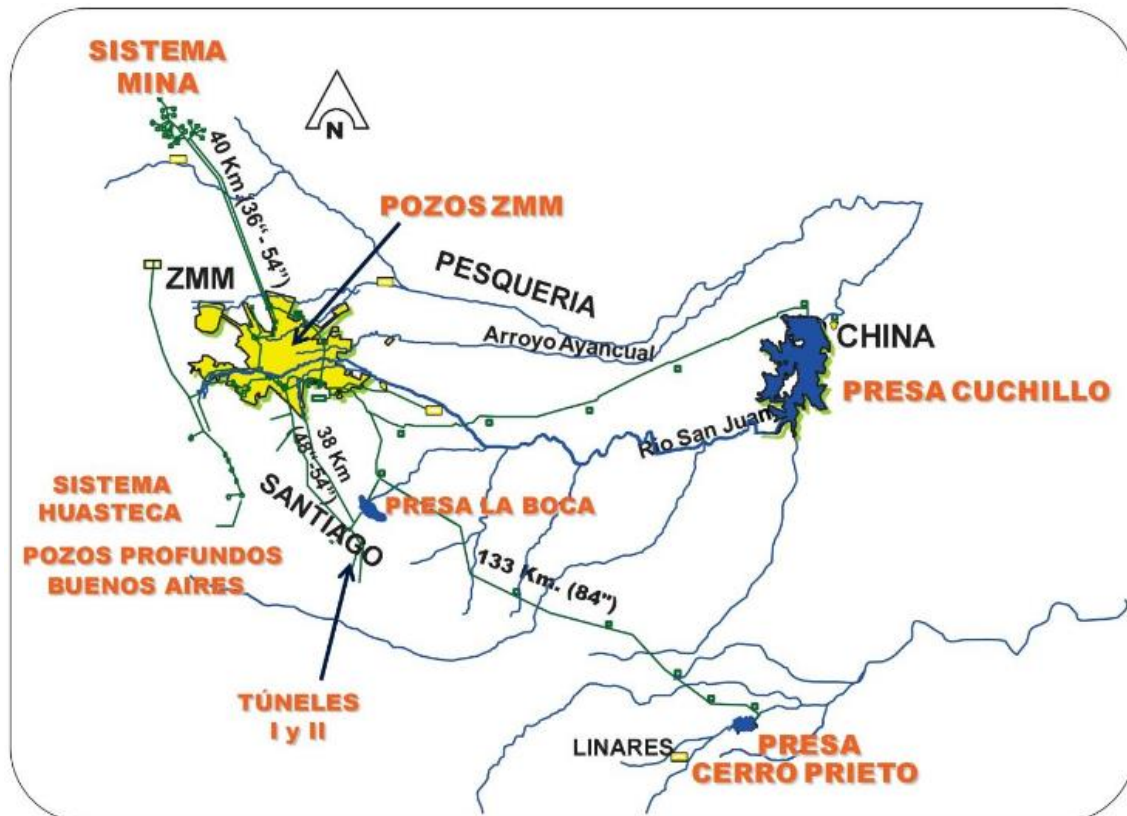 SISTEMA
MINA
N
40 Km.(36“ - 54”)
POZOS ZMM
ZMM
PESQUERIA
Arroyo Ayancual
CHINA
PRESA CUCHILLO
Río San Juan
38 Km
(48“-54”)
SISTEMA
HUASTECA
SANTIAGO
PRESA LA BOCA
POZOS PROFUNDOS
BUENOS AIRES
133 Km. (84")
TÚNELES
I y II
LINARES
PRESA
CERRO PRIETO